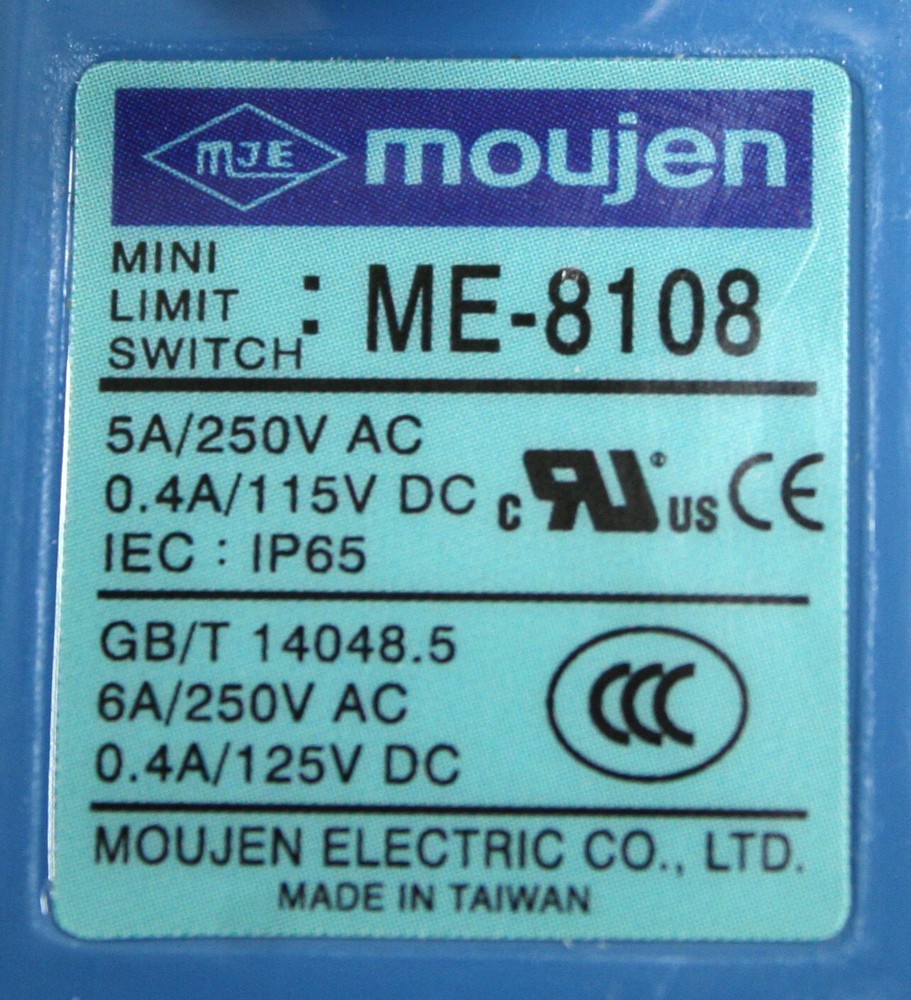 MJE moujen
MINI
LIMIT
SWITCH : ME-8108
5A/250V AC
0.4A/115V DC
IEC : IP65
c RU ® US CE
GB/T 14048.5
6A/250V AC
0.4A/125V DC
CCC
MOUJEN ELECTRIC CO., LTD.
MADE IN TAIWAN